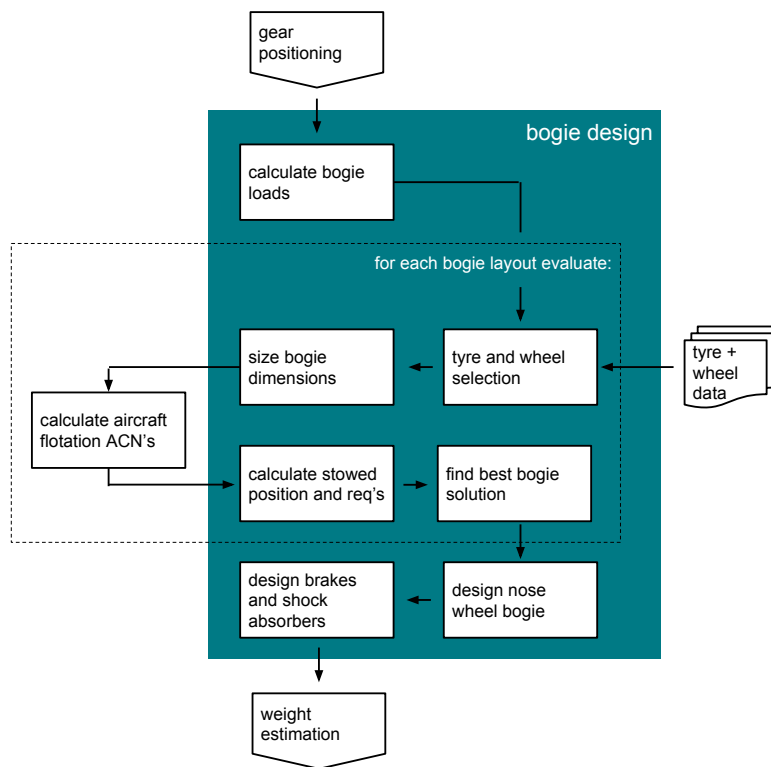 gear
positioning
bogie design
calculate bogie
loads
for each bogie layout evaluate:
size bogie
dimensions
tyre and wheel
selection
tyre +
wheel
data
calculate aircraft
flotation ACN's
calculate stowed
position and req's
find best bogie
solution
design brakes
and shock
absorbers
design nose
wheel bogie
weight
estimation